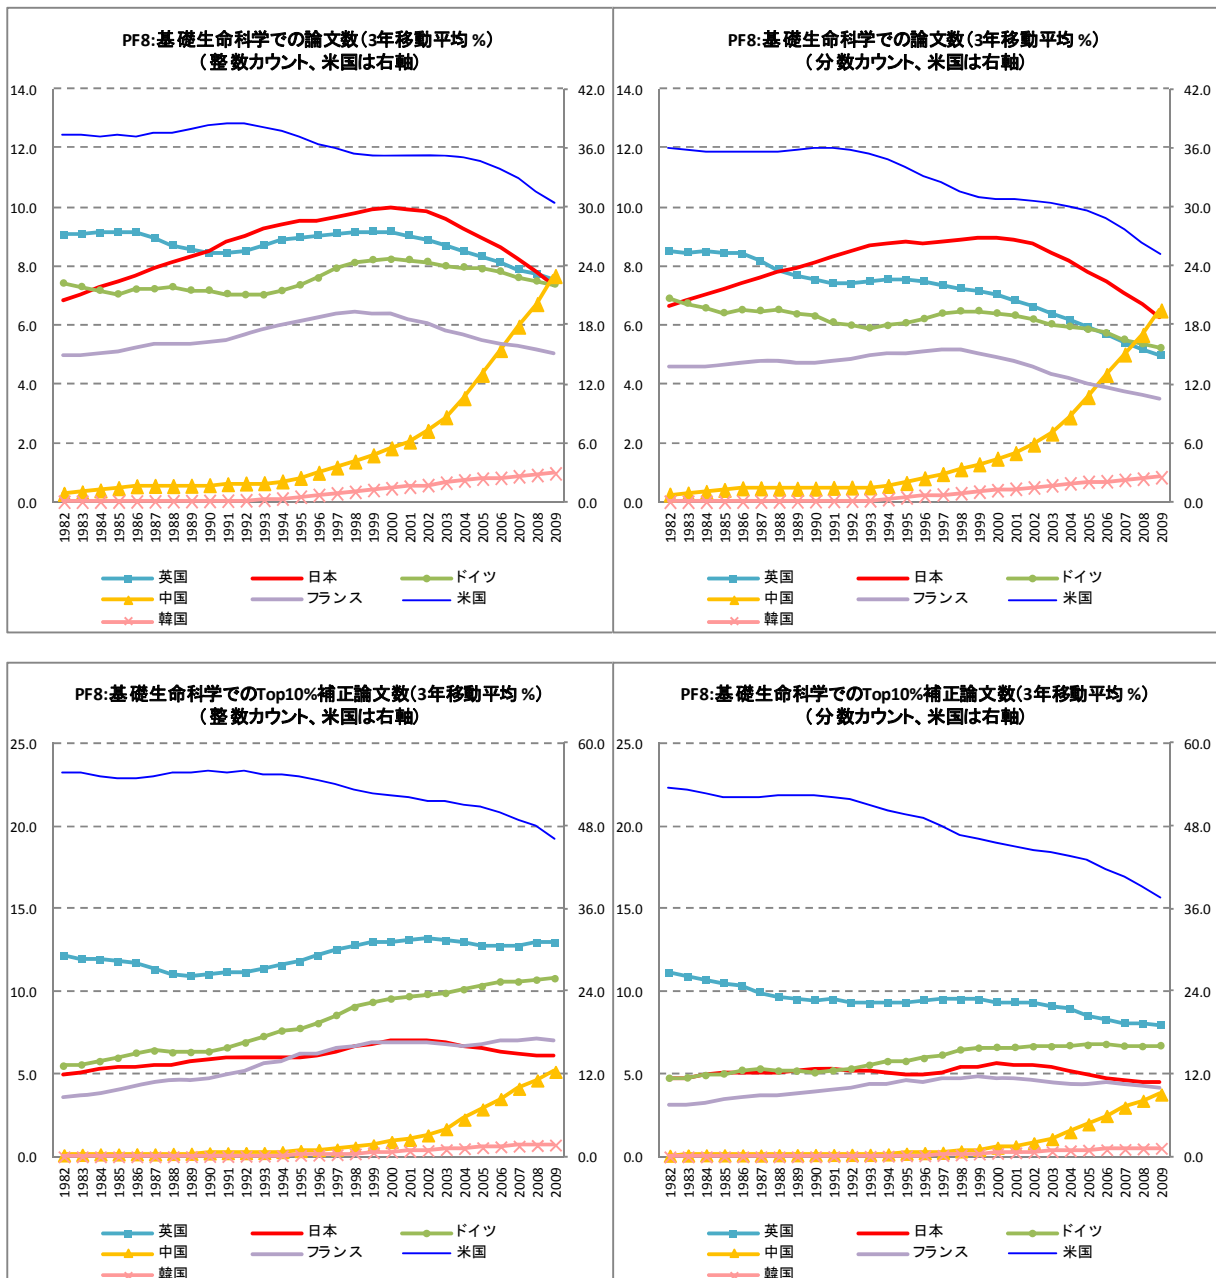 PF8:基礎生命科学での論文数(3年移動平均 %)
(整数カウント、米国は右軸)
14.0
12.0
10.0
8.0
6.0
4.0
2.0
0.0
42.0
36.0
30.0
24.0
18.0
12.0
6.0
0.0
1982 1983 1984 1985 1986 1987 1988 1989 1990 1991 1992 1993 1994 1995 1996 1997 1998 1999 2000 2001 2002 2003 2004 2005 2006 2007 2008 2009
英国 日本 ドイツ
中国 フランス 米国
韓国
PF8:基礎生命科学での論文数(3年移動平均 %)
(分数カウント、米国は右軸)
14.0
12.0
10.0
8.0
6.0
4.0
2.0
0.0
42.0
36.0
30.0
24.0
18.0
12.0
6.0
0.0
1982 1983 1984 1985 1986 1987 1988 1989 1990 1991 1992 1993 1994 1995 1996 1997 1998 1999 2000 2001 2002 2003 2004 2005 2006 2007 2008 2009
英国 日本 ドイツ
中国 フランス 米国
韓国
PF8:基礎生命科学でのTop10%補正論文数(3年移動平均 %)
(整数カウント、米国は右軸)
25.0
20.0
15.0
10.0
5.0
0.0
60.0
48.0
36.0
24.0
12.0
0.0
1982 1983 1984 1985 1986 1987 1988 1989 1990 1991 1992 1993 1994 1995 1996 1997 1998 1999 2000 2001 2002 2003 2004 2005 2006 2007 2008 2009
英国 日本 ドイツ
中国 フランス 米国
韓国
PF8:基礎生命科学でのTop10%補正論文数(3年移動平均 %)
(分数カウント、米国は右軸)
25.0
20.0
15.0
10.0
5.0
0.0
60.0
48.0
36.0
24.0
12.0
0.0
1982 1983 1984 1985 1986 1987 1988 1989 1990 1991 1992 1993 1994 1995 1996 1997 1998 1999 2000 2001 2002 2003 2004 2005 2006 2007 2008 2009
英国 日本 ドイツ
中国 フランス 米国
韓国